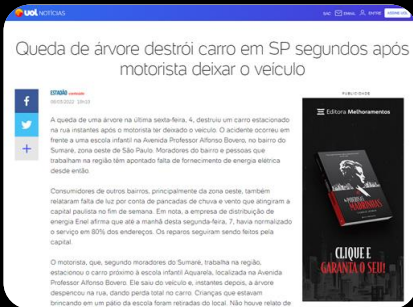 UOL NOTÍCIAS
SAC EMAIL ENTRE ASSINE UOL
Queda de árvore destrói carro em SP segundos após
motorista deixar o veículo
ESTADÃO
PUBLICIDADE
A queda de uma árvore na última sexta-feira, 4, destruiu um carro estacionado
na rua instantes após o motorista ter deixado o veículo. O acidente ocorreu em
frente a uma escola infantil na Avenida Professor Alfonso Bovero, no bairro do
Sumaré, zona oeste de São Paulo. Moradores do bairro e pessoas que
trabalham na região têm apontado falta de fornecimento de energia elétrica
desde então.
Consumidores de outros bairros, principalmente da zona oeste, também
relataram falta de luz por conta de pancadas de chuva e vento que atingiram a
capital paulista no fim de semana. Em nota, a empresa de distribuição de
energia Enel afirma que até a manhã desta segunda-feira, 7, havia normalizado
o serviço em 80% dos endereços. Os reparos seguiram sendo feitos pela
capital.
O motorista, que, segundo moradores do Sumaré, trabalha na região,
estacionou o carro próximo à escola infantil Aquarela, localizada na Avenida
Professor Alfonso Bovero. Ele saiu do veículo e, instantes depois, a árvore
despencou na rua, dando perda total no carro. Crianças que estavam
brincando em um pátio da escola foram retiradas do local. Não houve relato de
Editora Melhoramentos
CLIQUE E
GARANTA O SEU!